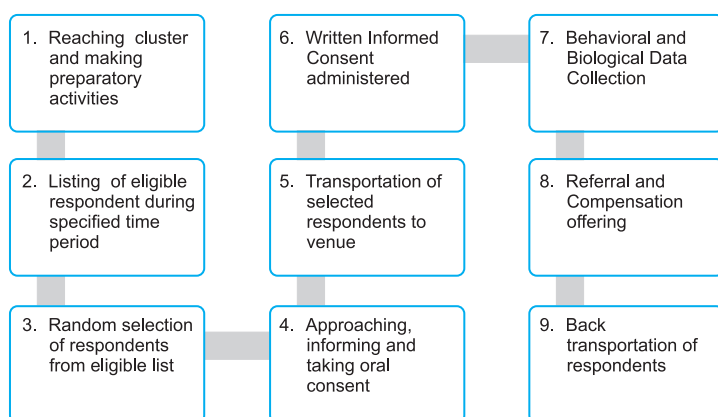 1. Reaching cluster
and making
preparatory
activities
2. Listing of eligible
respondent during
specified time
period
3. Random selection
of respondents
from eligible list
4. Approaching,
informing and
taking oral
consent
5. Transportation of
selected
respondents to
venue
6. Written Informed
Consent
administered
7. Behavioral and
Biological Data
Collection
8. Referral and
Compensation
offering
9. Back
transportation of
respondents